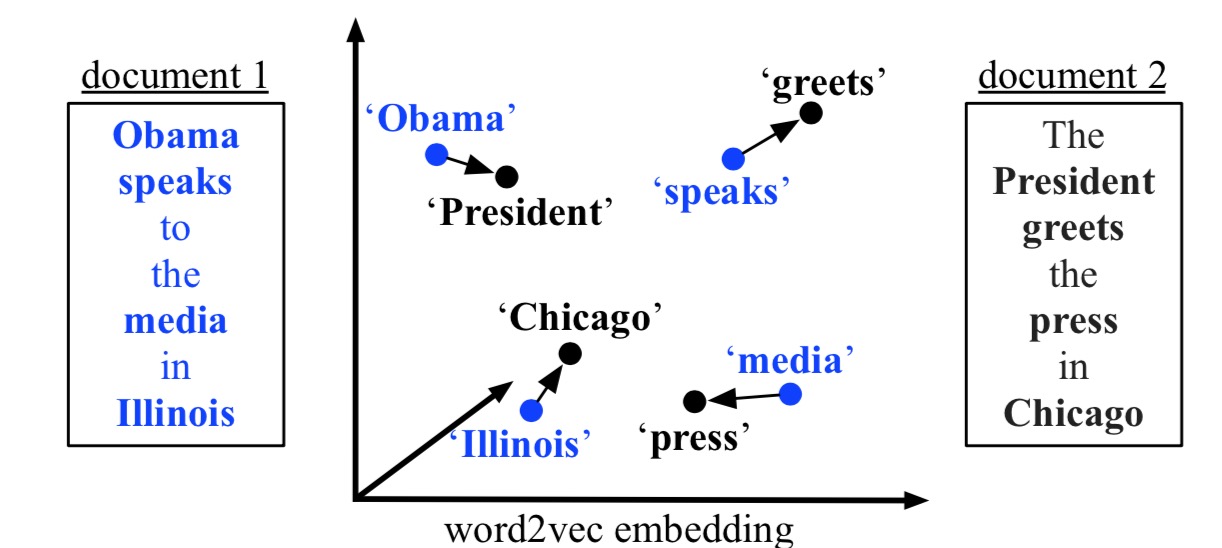 document 1
Obama
speaks
to
the
media
in
Illinois
‘Obama’
‘President’
‘greets’
‘speaks’
‘Chicago’
‘Illinois’
‘media’
‘press’
word2vec embedding
document 2
The
President
greets
the
press
in
Chicago